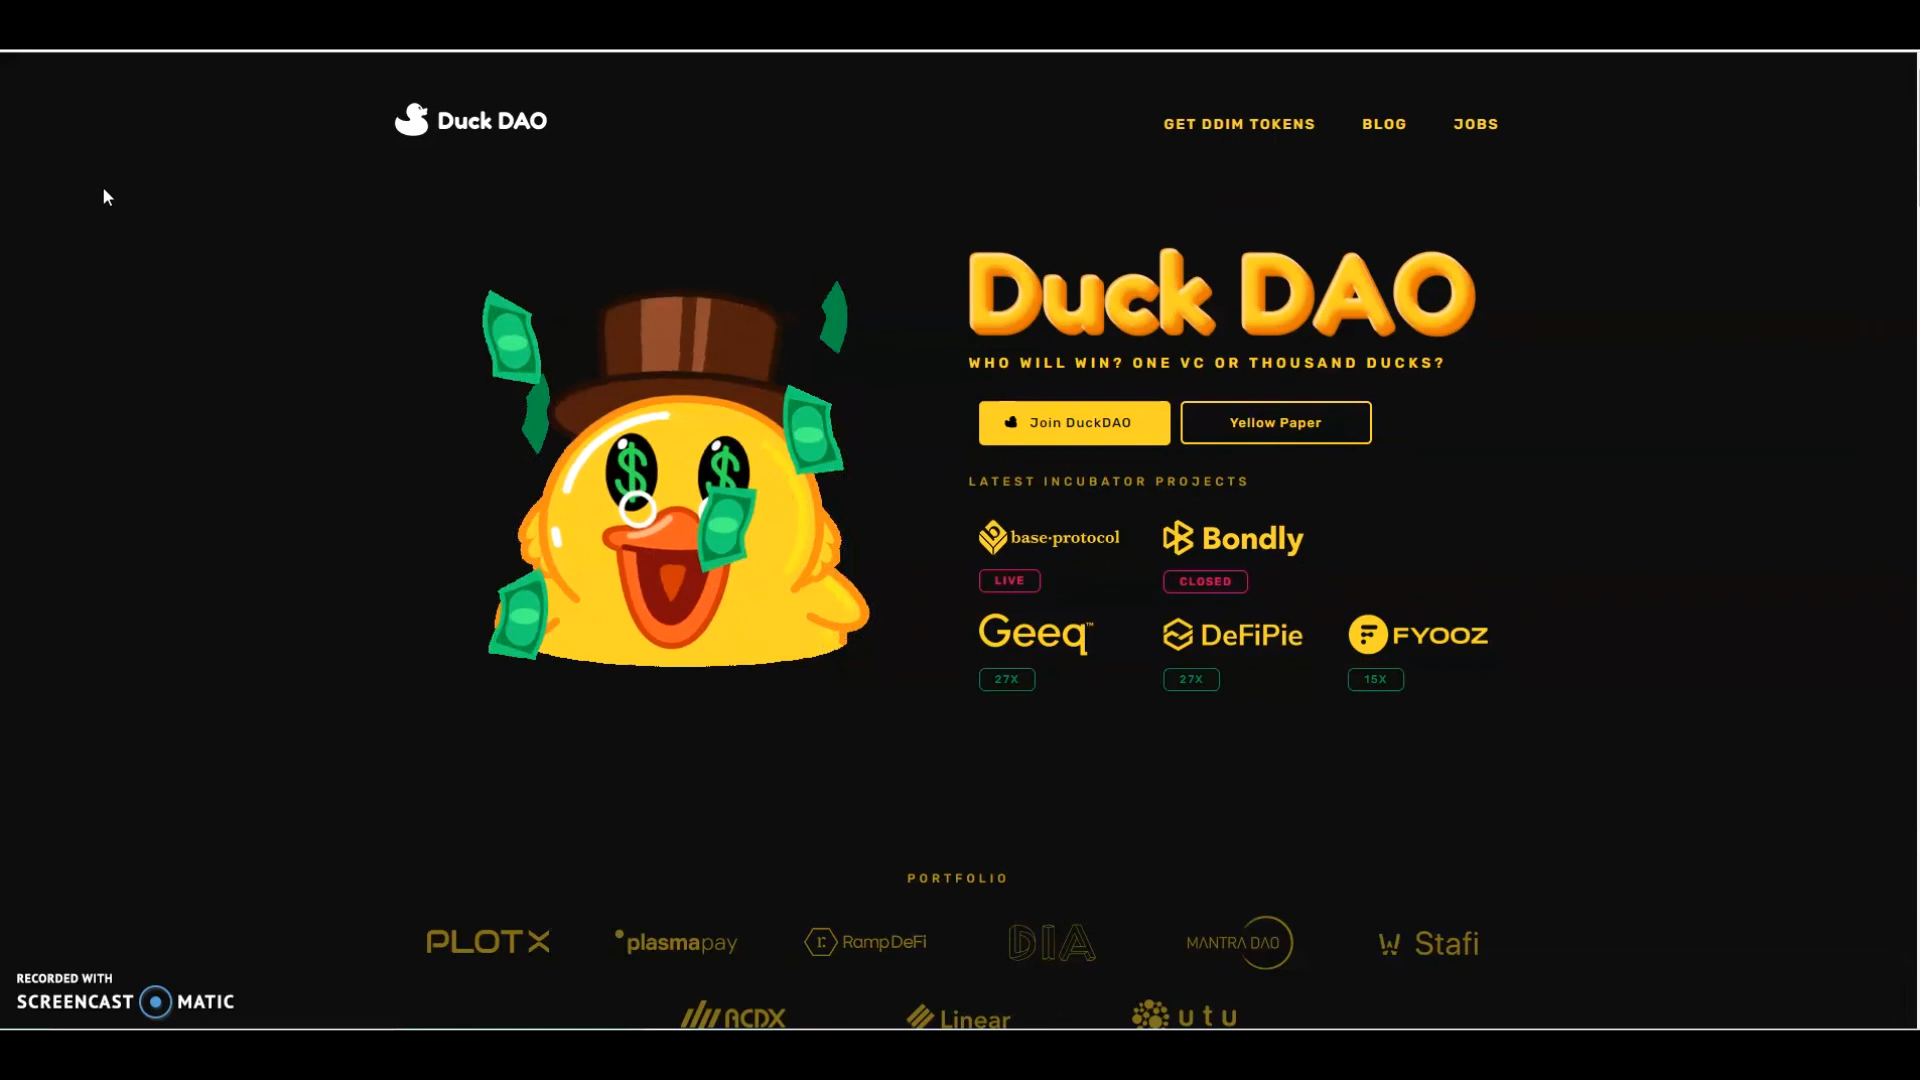 Duck DAO
GET DDIM TOKENS BLOG JOBS
Duck DAO
WHO WILL WIN? ONE VC OR THOUSAND DUCKS?
Join DuckDAO Yellow Paper
LATEST INCUBATOR PROJECTS
base·protocol Bondly
LIVE CLOSED
Geeq™ DeFiPie FYOOZ
27X 27X 15X
PORTFOLIO
PLOTX plasmapay r RampDeFi DIA MANTRA DAO Stafi
ACDX Linear utu
RECORDED WITH
SCREENCAST MATIC